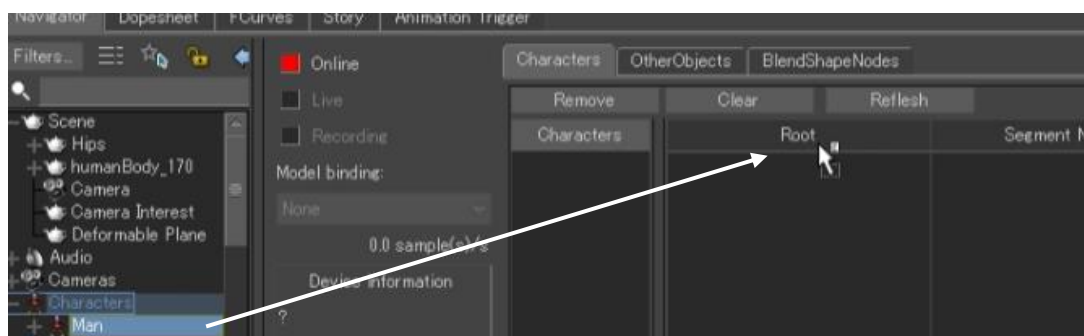 Navigator Dopesheet FCurves Story Animation Trigger
Filters...
Scene
Hips
humanBody_170
Camera
Camera Interest
Deformable Plane
Audio
Cameras
Characters
Man
Online
Live
Recording
Model binding:
None
0.0 sample(s)/s
Device information
?
Characters OtherObjects BlendShapeNodes
Remove Clear Reflesh
Characters Root Segment